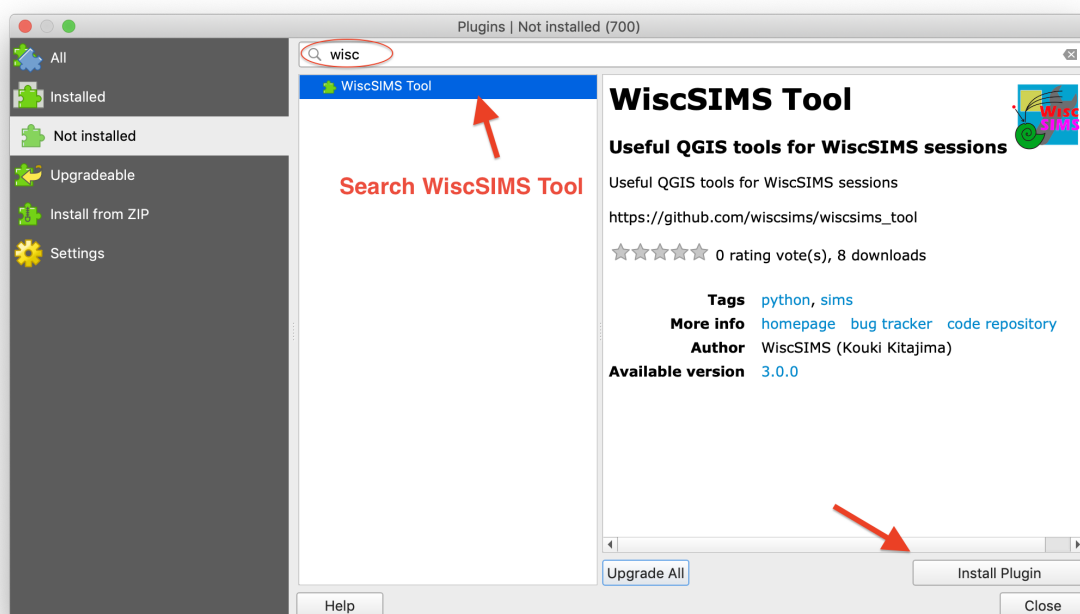 Plugins | Not installed (700)
All
Installed
Not installed
Upgradeable
Install from ZIP
Settings
wisc
WiscSIMS Tool
Search WiscSIMS Tool
WiscSIMS Tool
Wisc
SIMS
Useful QGIS tools for WiscSIMS sessions
Useful QGIS tools for WiscSIMS sessions
https://github.com/wiscsims/wiscsims_tool
0 rating vote(s), 8 downloads
Tags python, sims
More info homepage bug tracker code repository
Author WiscSIMS (Kouki Kitajima)
Available version 3.0.0
Upgrade All Install Plugin
Help Close